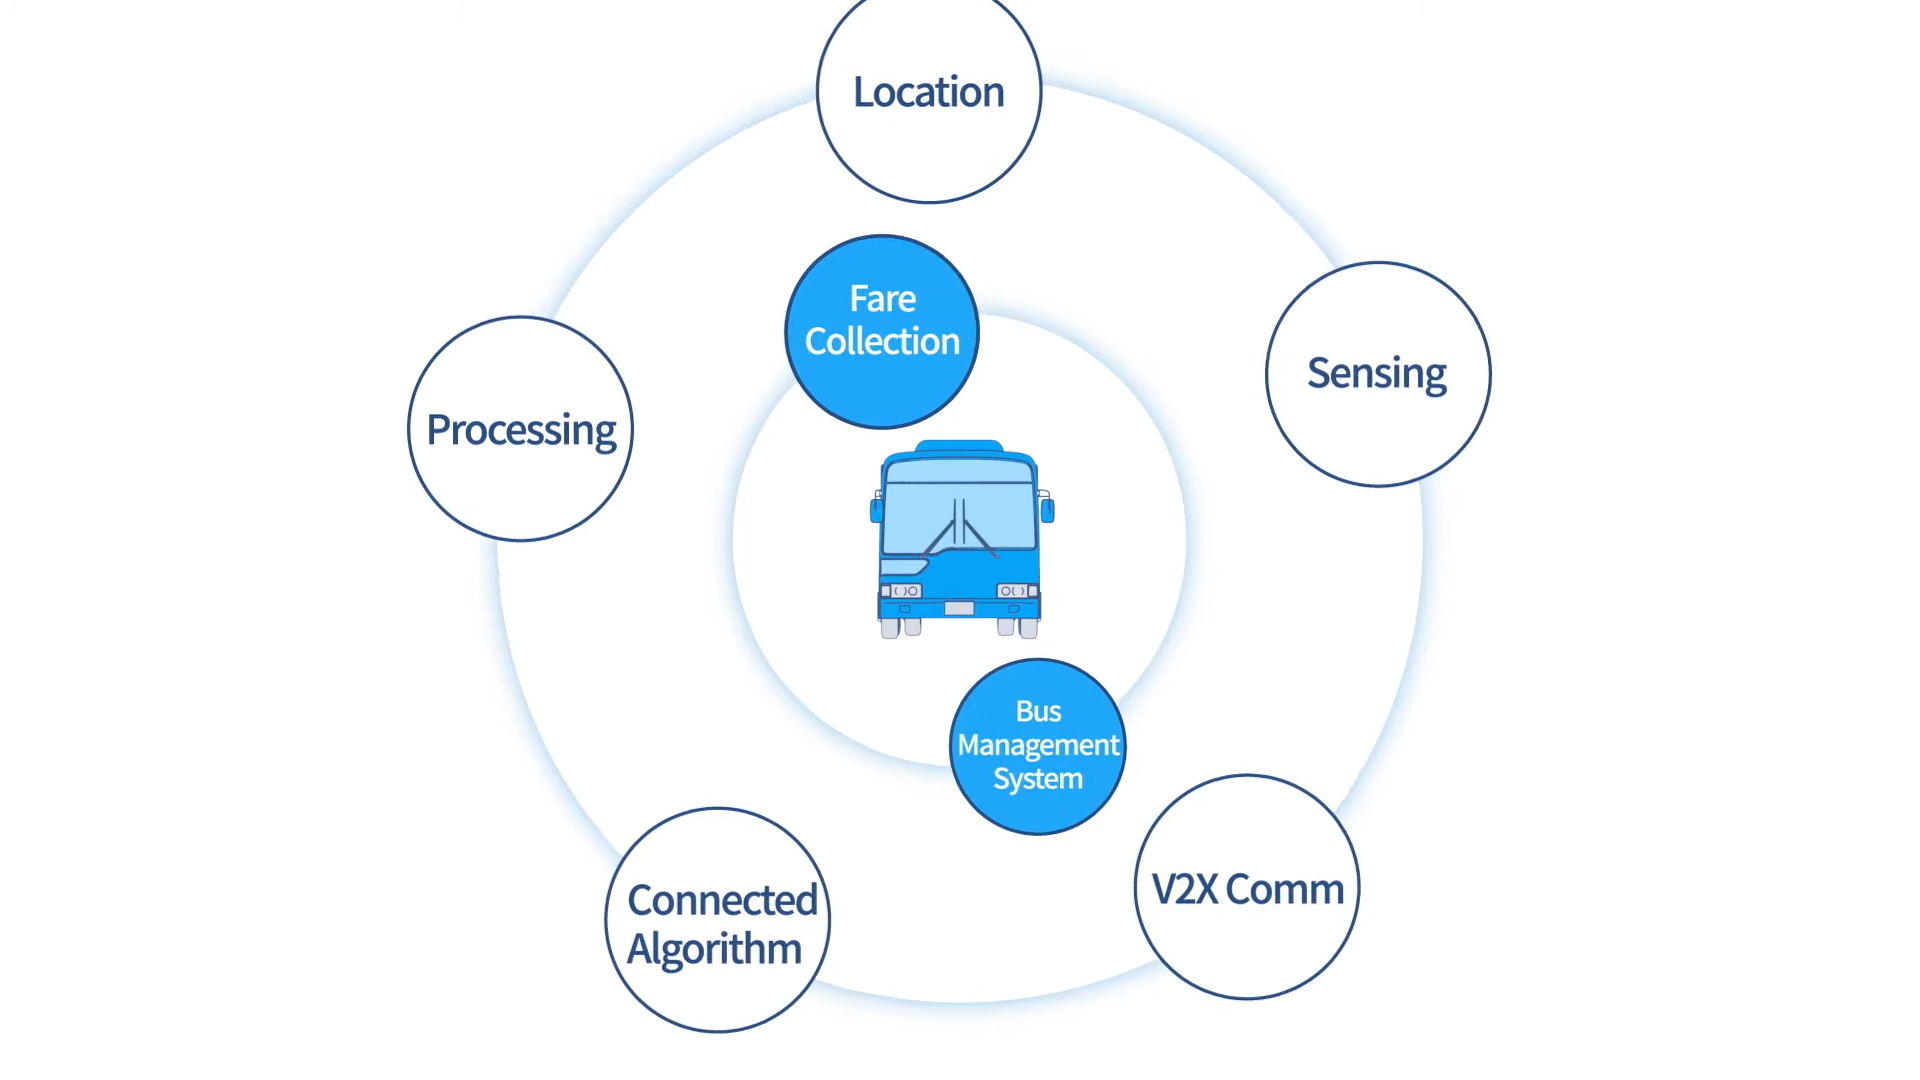 Location
Fare
Collection
Sensing
Processing
Bus
Management
System
V2X Comm
Connected
Algorithm